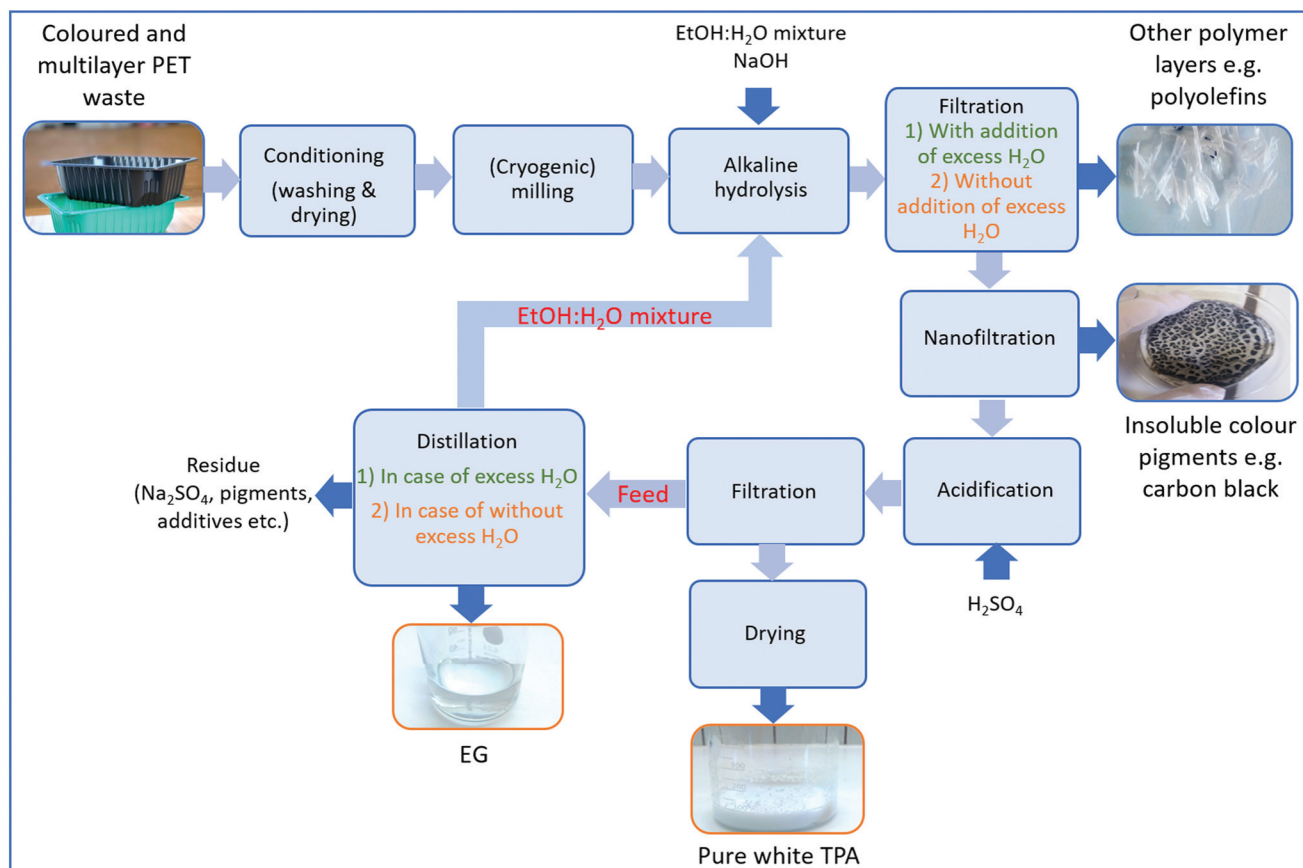 Coloured and
multilayer PET
waste
Conditioning
(washing &
drying)
(Cryogenic)
milling
EtOH:H₂O mixture
NaOH
Alkaline
hydrolysis
Filtration
1) With addition
of excess H₂O
2) Without
addition of excess
H₂O
Other polymer
layers e.g.
polyolefins
Nanofiltration
Insoluble colour
pigments e.g.
carbon black
EtOH:H₂O mixture
Distillation
1) In case of excess H₂O
2) In case of without
excess H₂O
Residue
(Na₂SO₄, pigments,
additives etc.)
Feed
Filtration
Acidification
H₂SO₄
Drying
EG
Pure white TPA